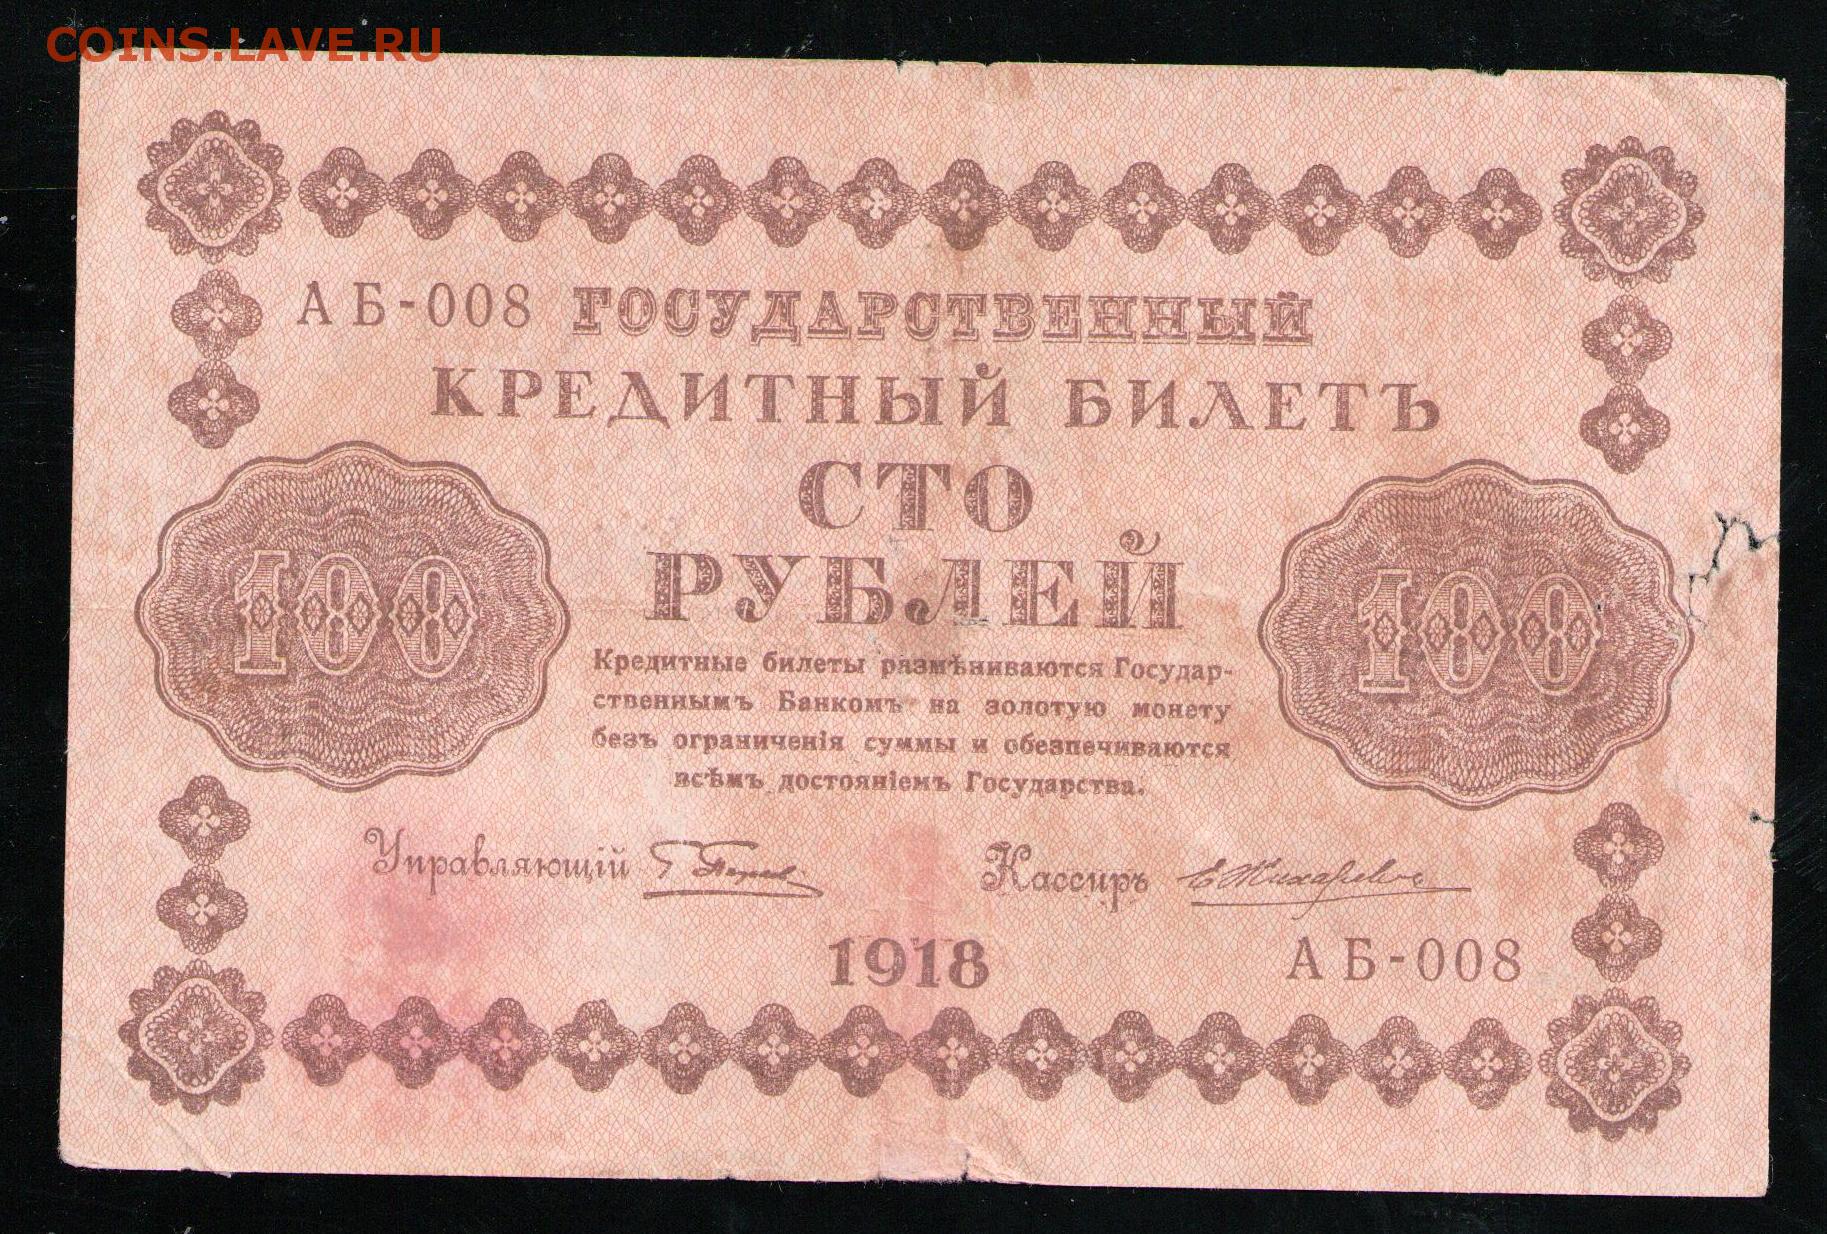 COINS.LAVE.RU
АБ-008 ГОСУДАРСТВЕННЫЙ
КРЕДИТНЫЙ БИЛЕТЪ
СТО
РУБЛЕЙ
100
100
Кредитные билеты размѣниваются Государ-
ственнымъ Банкомъ на золотую монету
безъ ограниченія суммы и обезпечиваются
всѣмъ достояніемъ Государства.
Управляющій
Кассиръ Е Жихаревъ
1918
АБ-008